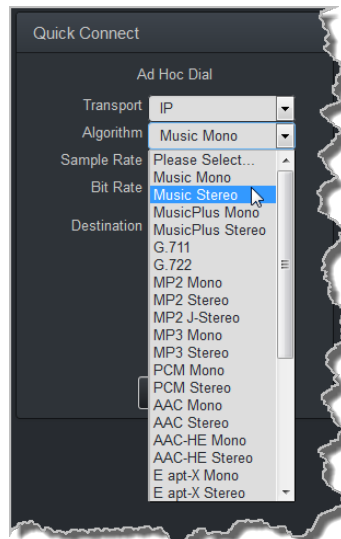 Quick Connect
Ad Hoc Dial
Transport IP
Algorithm Music Mono
Sample Rate Please Select...
Music Mono
Bit Rate Music Stereo
MusicPlus Mono
Destination MusicPlus Stereo
G.711
G.722
MP2 Mono
MP2 Stereo
MP2 J-Stereo
MP3 Mono
MP3 Stereo
PCM Mono
PCM Stereo
AAC Mono
AAC Stereo
AAC-HE Mono
AAC-HE Stereo
E apt-X Mono
E apt-X Stereo